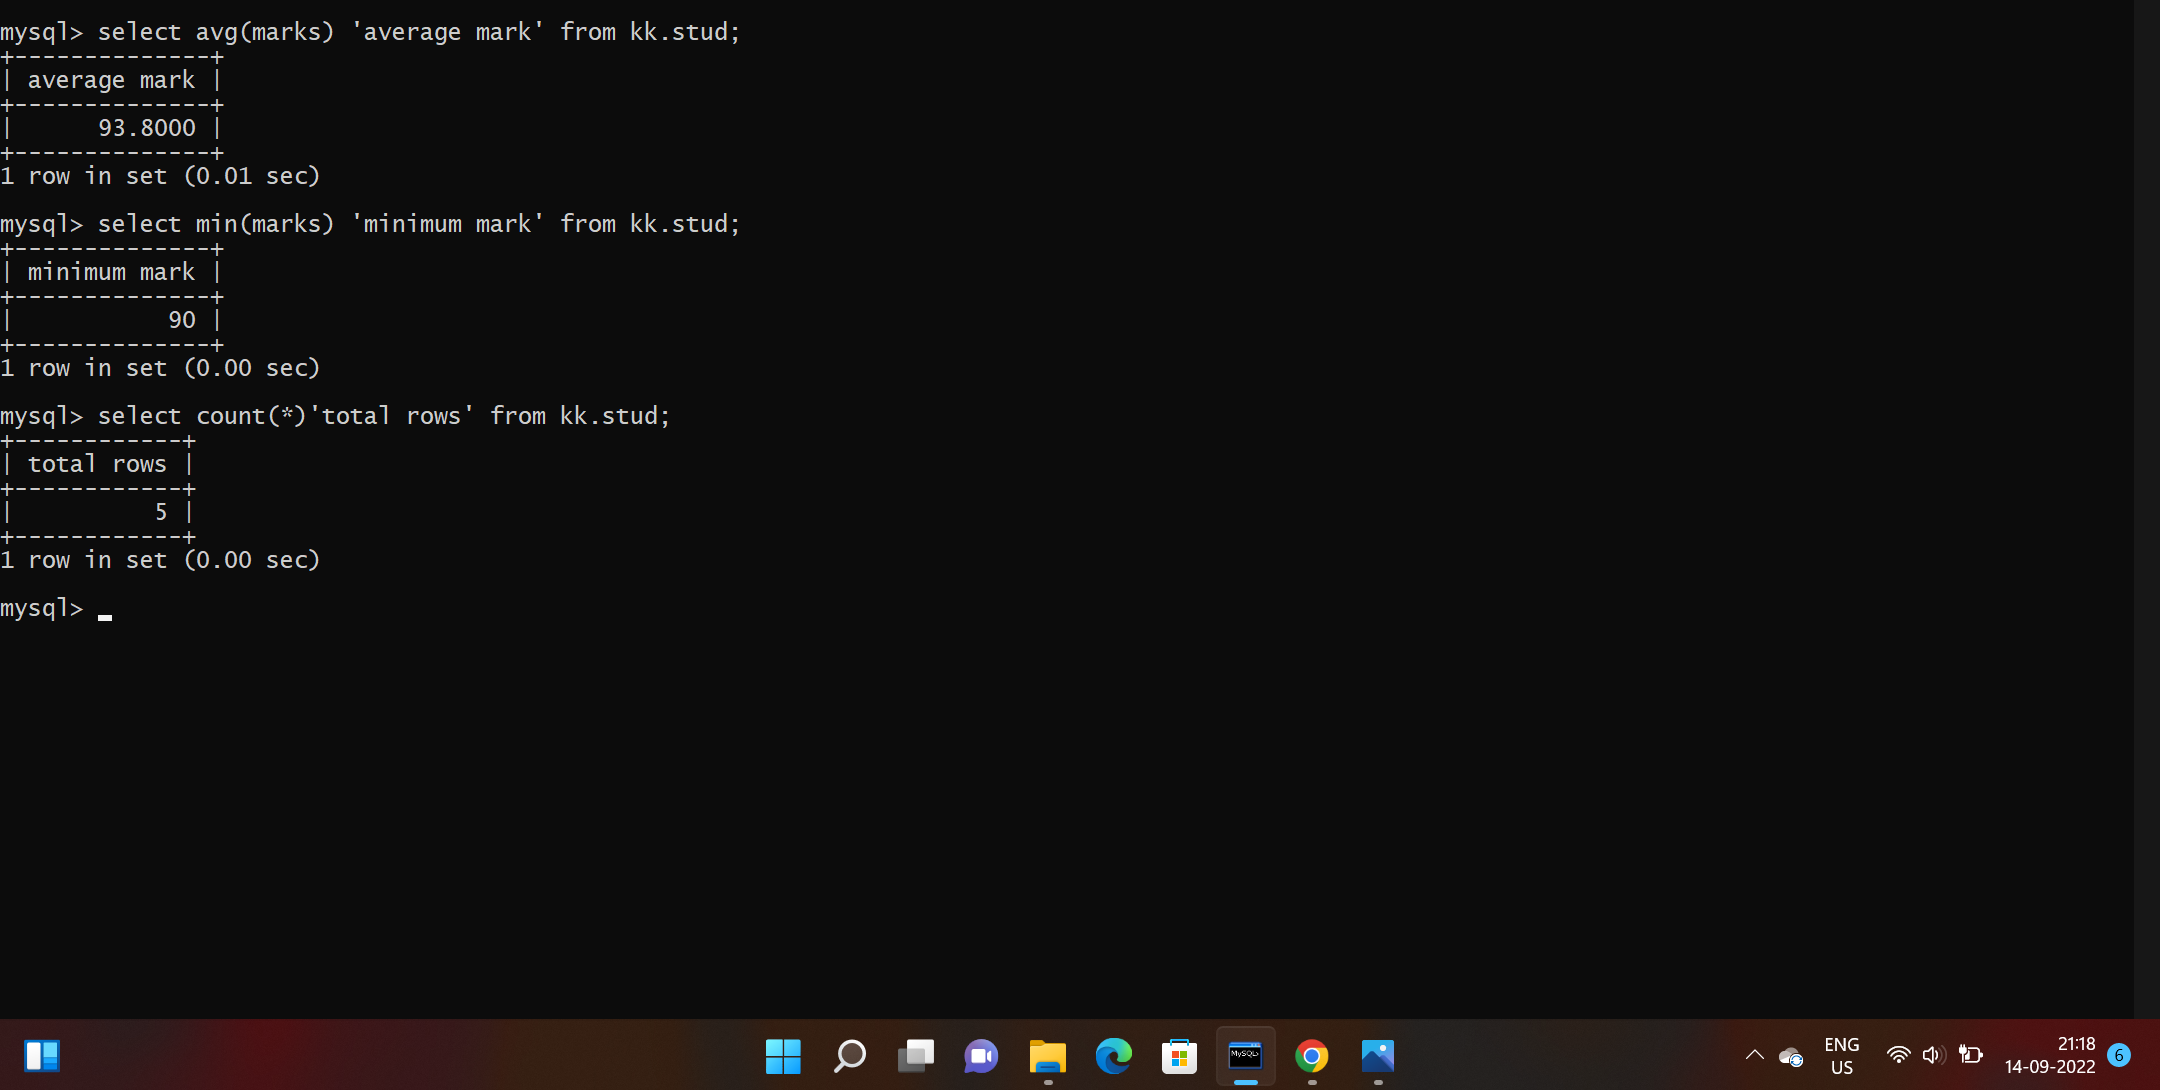 mysql> select avg(marks) 'average mark' from kk.stud;
+--------------+
| average mark |
+--------------+
|      93.8000 |
+--------------+
1 row in set (0.01 sec)
mysql> select min(marks) 'minimum mark' from kk.stud;
+--------------+
| minimum mark |
+--------------+
|           90 |
+--------------+
1 row in set (0.00 sec)
mysql> select count(*)'total rows' from kk.stud;
+------------+
| total rows |
+------------+
|          5 |
+------------+
1 row in set (0.00 sec)
mysql> _
MySQL>
ENG
US
21:18
14-09-2022
6